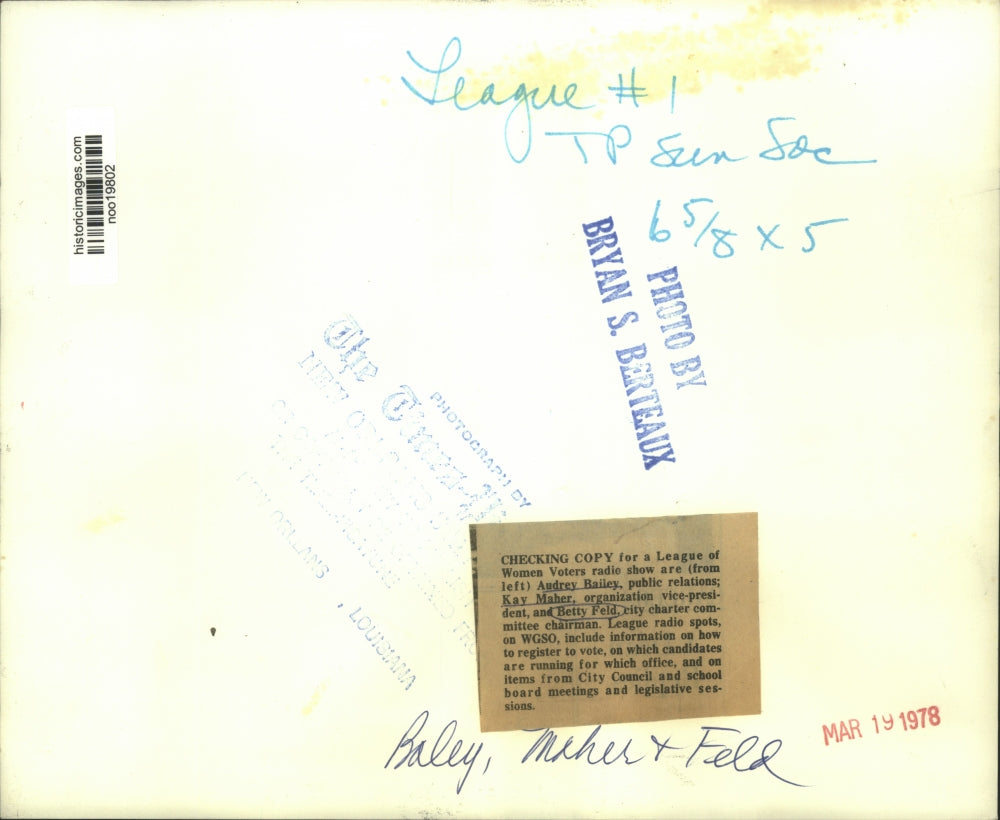 League # 1
TP Sun Soc
6 5/8 x 5
historicimages.com
noo19802
PHOTO BY
BRYAN S. BERTEAUX
PHOTOGRAPH BY
The Times-
NEW ORLEANS
NEW ORLEANS, LOUISIANA
CHECKING COPY for a League of
Women Voters radio show are (from
left) Audrey Bailey, public relations;
Kay Maher, organization vice-presi-
dent, and Betty Feld, city charter com-
mittee chairman. League radio spots,
on WGSO, include information on how
to register to vote, on which candidates
are running for which office, and on
items from City Council and school
board meetings and legislative ses-
sions.
MAR 19 1978
Baley, Maher + Feld